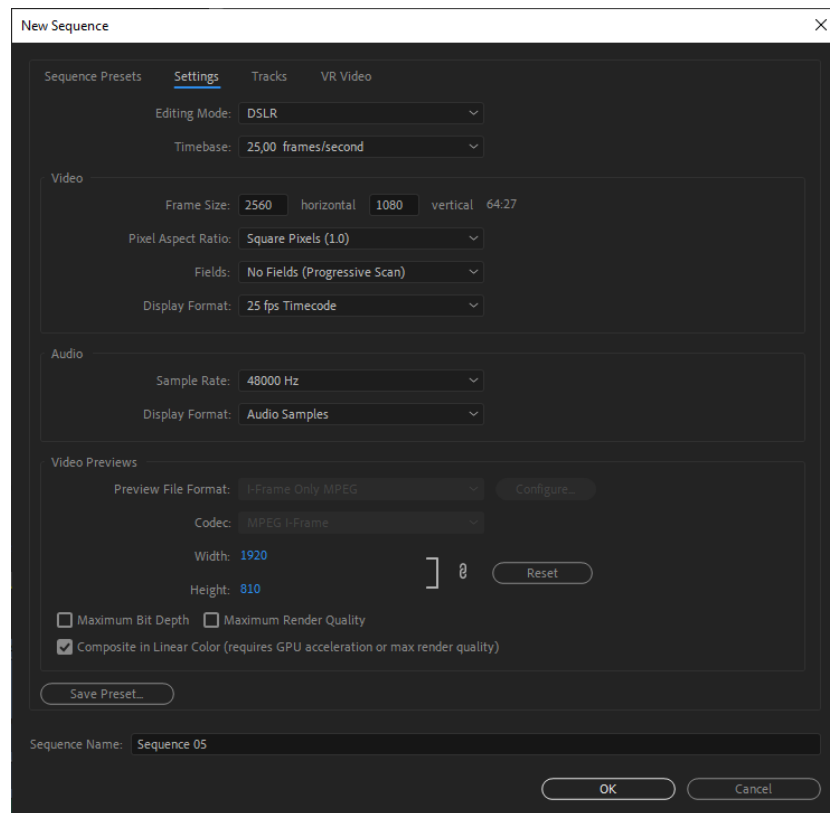 New Sequence
Sequence Presets Settings Tracks VR Video
Editing Mode: DSLR
Timebase: 25,00 frames/second
Video
Frame Size: 2560 horizontal 1080 vertical 64:27
Pixel Aspect Ratio: Square Pixels (1.0)
Fields: No Fields (Progressive Scan)
Display Format: 25 fps Timecode
Audio
Sample Rate: 48000 Hz
Display Format: Audio Samples
Video Previews
Preview File Format: I-Frame Only MPEG Configure...
Codec: MPEG I-Frame
Width: 1920
Height: 810
Reset
Maximum Bit Depth Maximum Render Quality
Composite in Linear Color (requires GPU acceleration or max render quality)
Save Preset...
Sequence Name: Sequence 05
OK Cancel